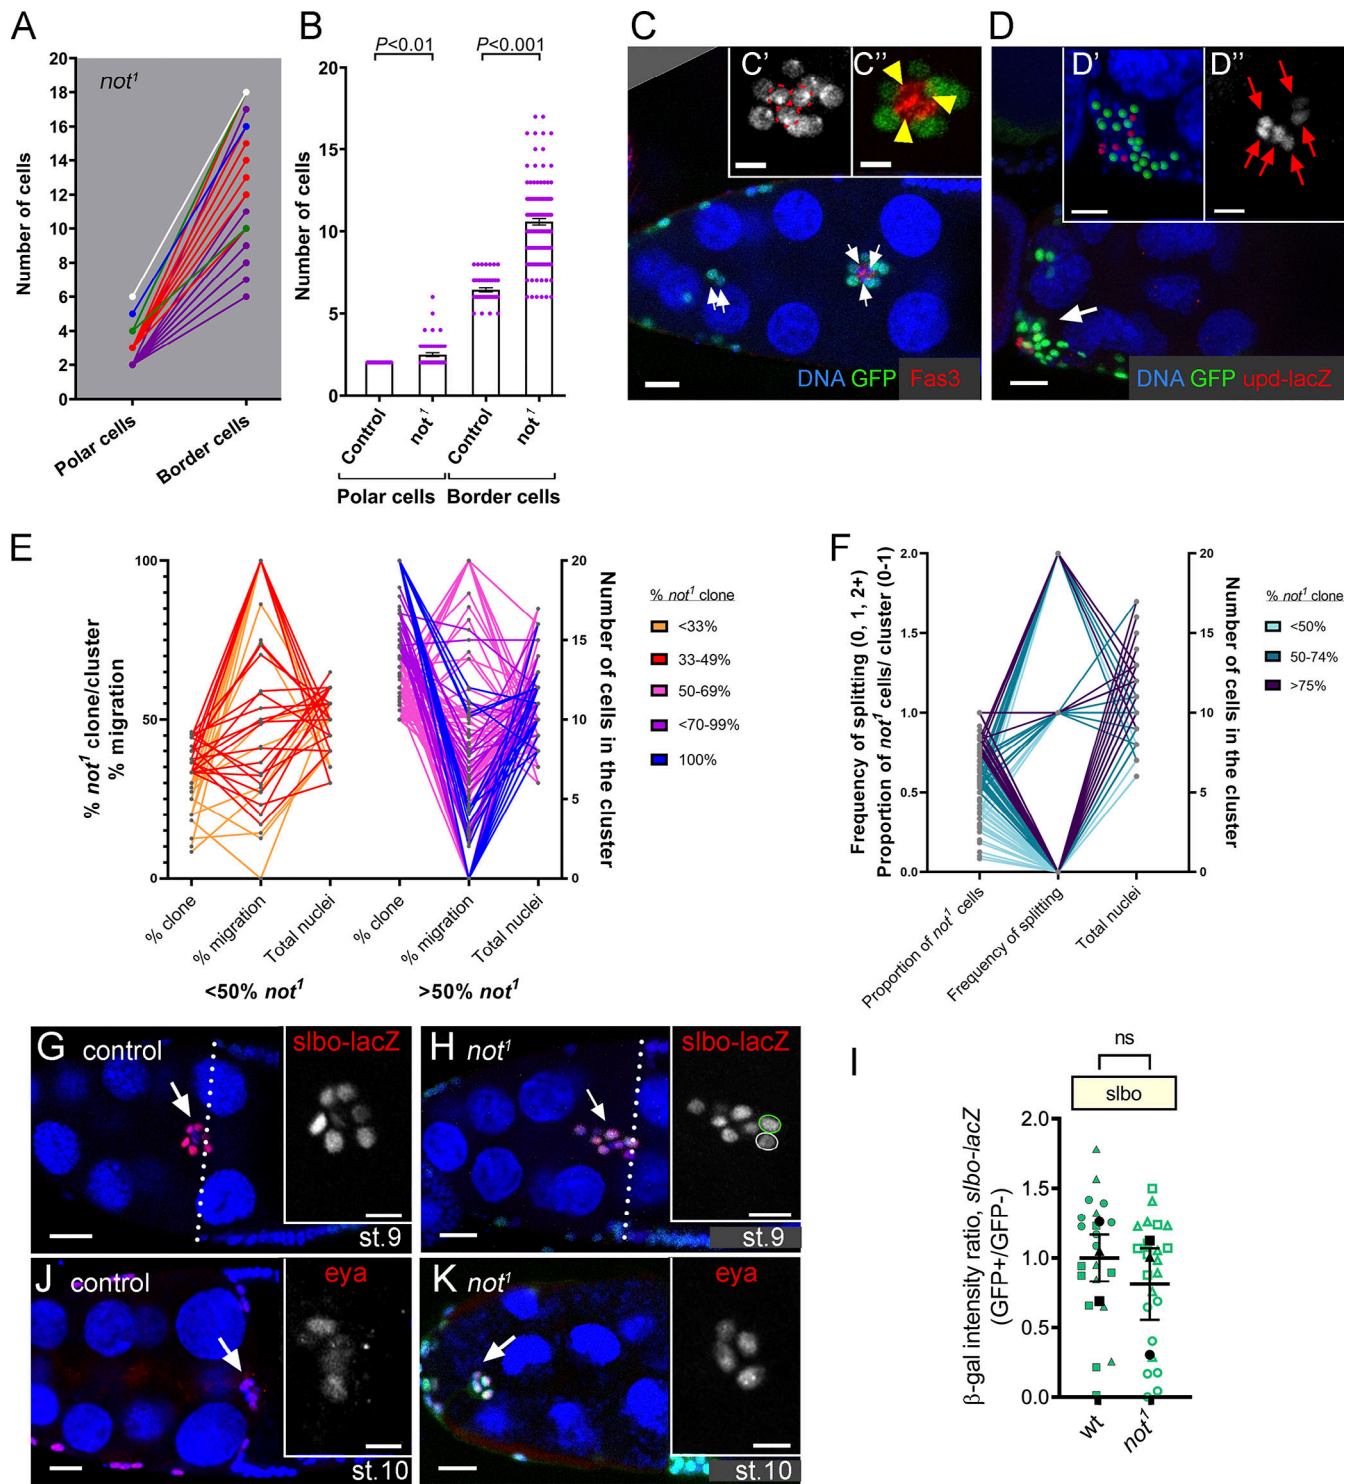 A
not¹
Number of cells
20
19
18
16
14
12
10
8
6
4
2
0
Polar cells
Border cells
B
P<0.01
P<0.001
Number of cells
20
15
10
5
0
Control
not¹
Control
not¹
Polar cells
Border cells
C
C'
C''
DNA GFP Fas3
D
D'
D''
DNA GFP upd-lacZ
E
% not¹ clone/cluster
% migration
100
50
0
Number of cells in the cluster
20
15
10
5
0
% clone
% migration
Total nuclei
% clone
% migration
Total nuclei
<50% not¹
>50% not¹
% not¹ clone
<33%
33-49%
50-69%
<70-99%
100%
F
Frequency of splitting (0, 1, 2+)
Proportion of not¹ cells/ cluster (0-1)
2.0
1.5
1.0
0.5
0.0
Number of cells in the cluster
20
15
10
5
0
Proportion of not¹ cells
Frequency of splitting
Total nuclei
% not¹ clone
<50%
50-74%
>75%
G
control
slbo-lacZ
st.9
H
not¹
slbo-lacZ
st.9
I
ns
slbo
β-gal intensity ratio, slbo-lacZ
(GFP+/GFP-)
2.0
1.5
1.0
0.5
0.0
wt
not¹
J
control
eya
st.10
K
not¹
eya
st.10